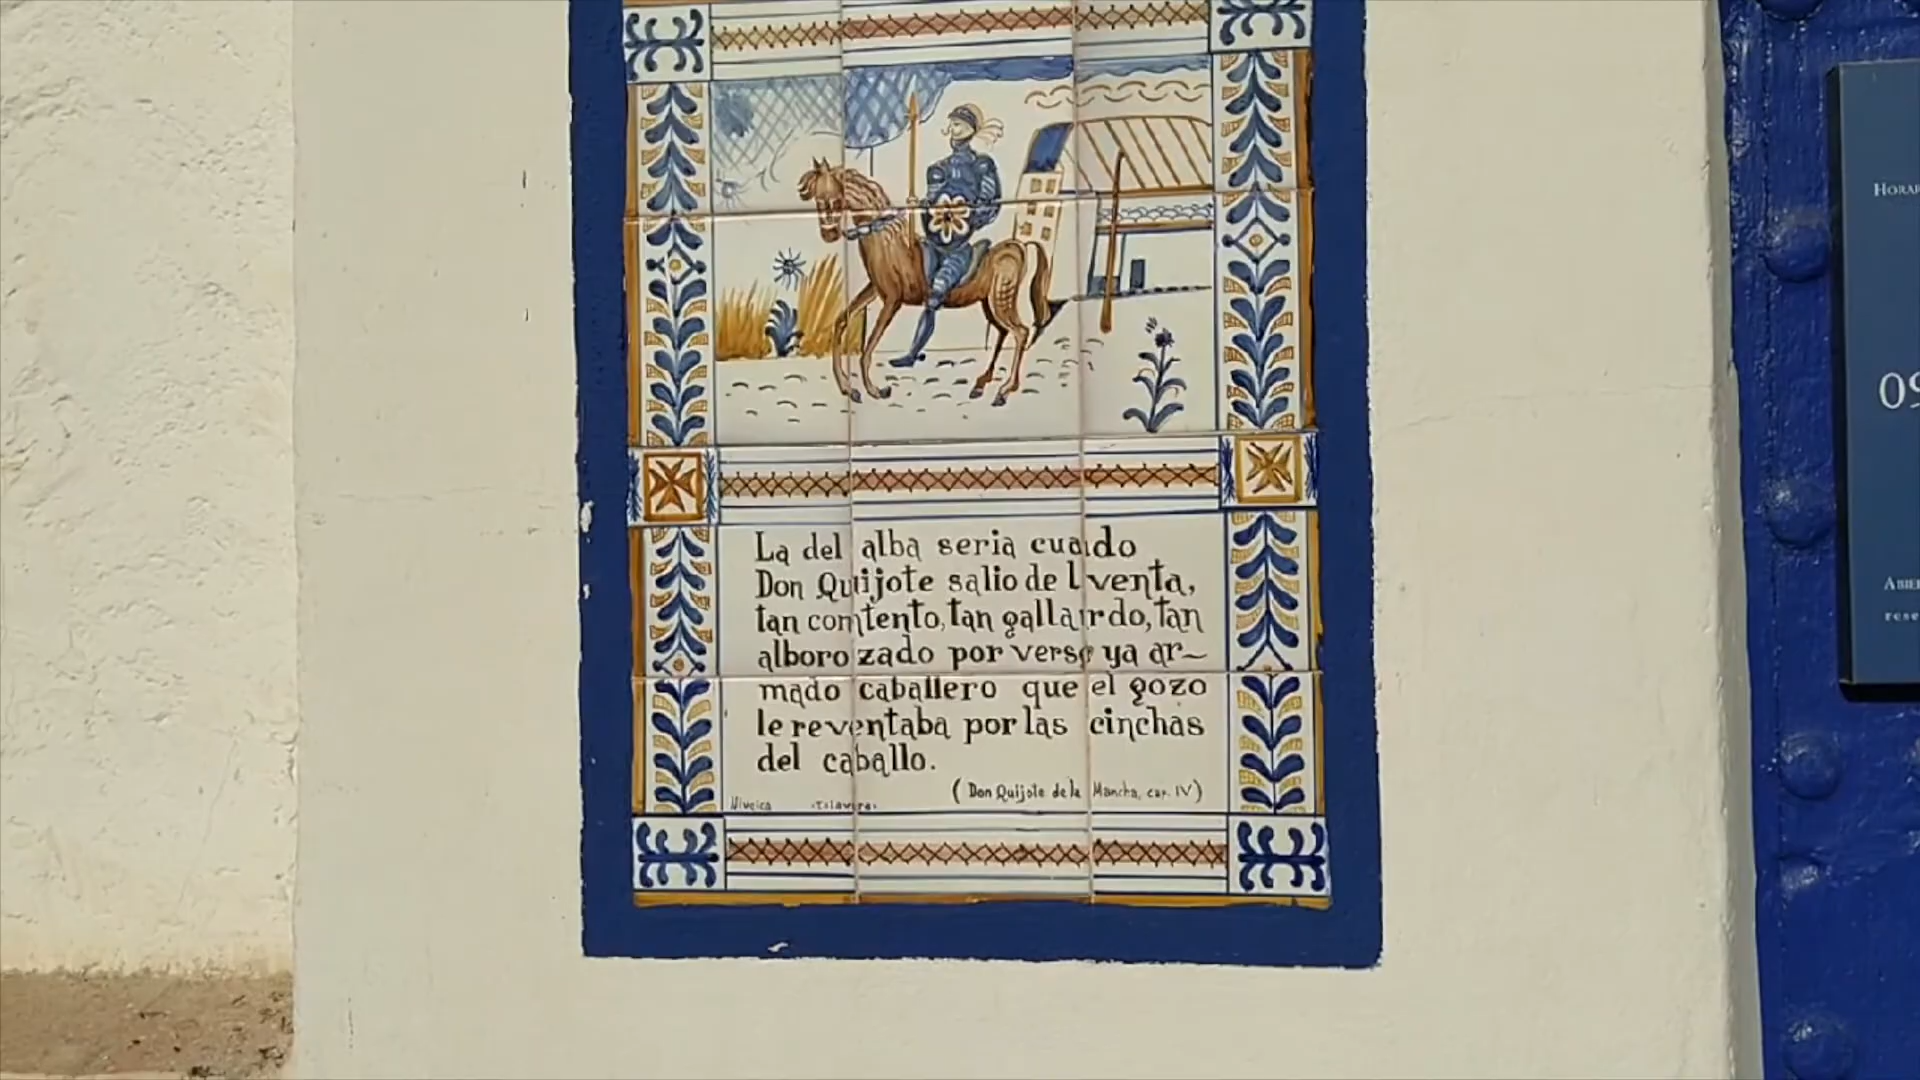 La del alba seria cuando
Don Quijote salio de l venta,
tan contento, tan gallardo, tan
alborozado por verse ya ar~
mado caballero que el gozo
le reventaba por las cinchas
del caballo.
(Don Quijote de la Mancha, cap. IV)